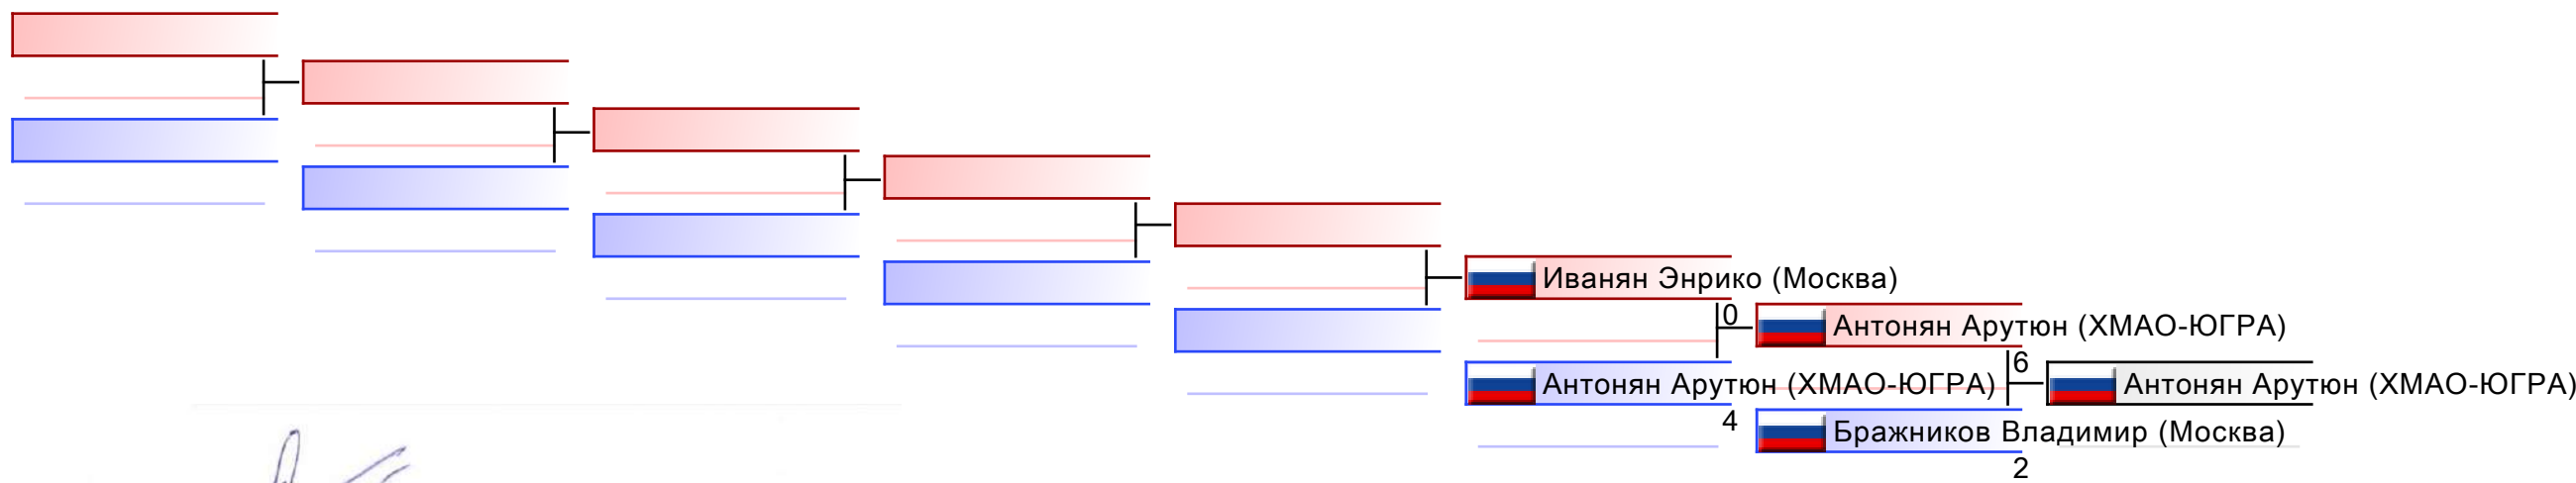 Иванян Энрико (Москва)
0
Антонян Арутюн (ХМАО-ЮГРА)
Антонян Арутюн (ХМАО-ЮГРА)
4
6
Антонян Арутюн (ХМАО-ЮГРА)
Бражников Владимир (Москва)
2